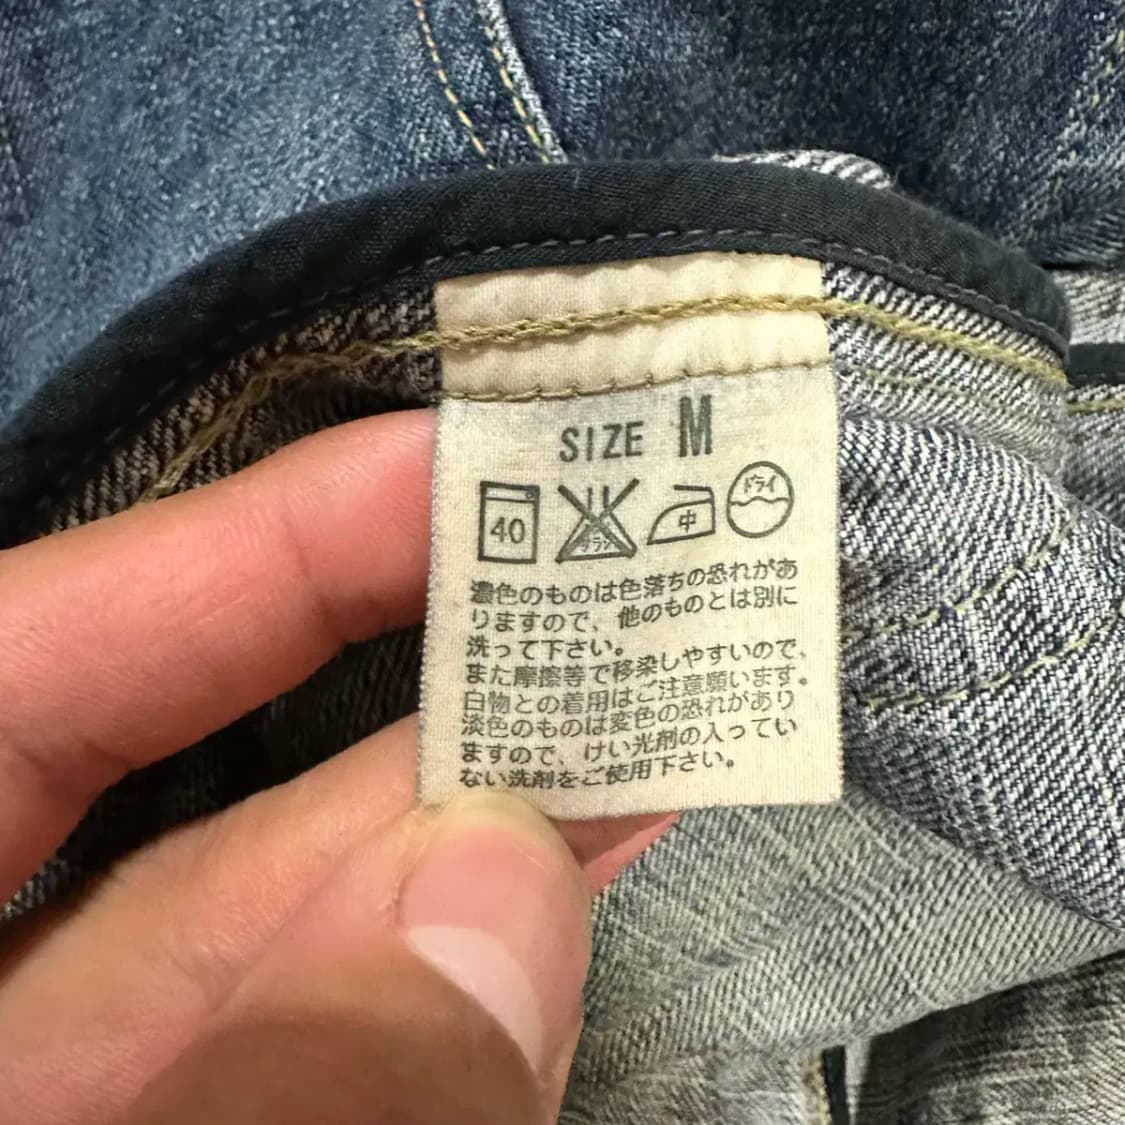 SIZE M
40 サラシ 中 ドライ
濃色のものは色落ちの恐れがあ
りますので、他のものとは別に
洗って下さい。
また摩擦等で移染しやすいので、
白物との着用はご注意願います。
淡色のものは変色の恐れがあり
ますので、けい光剤の入ってい
ない洗剤をご使用下さい。